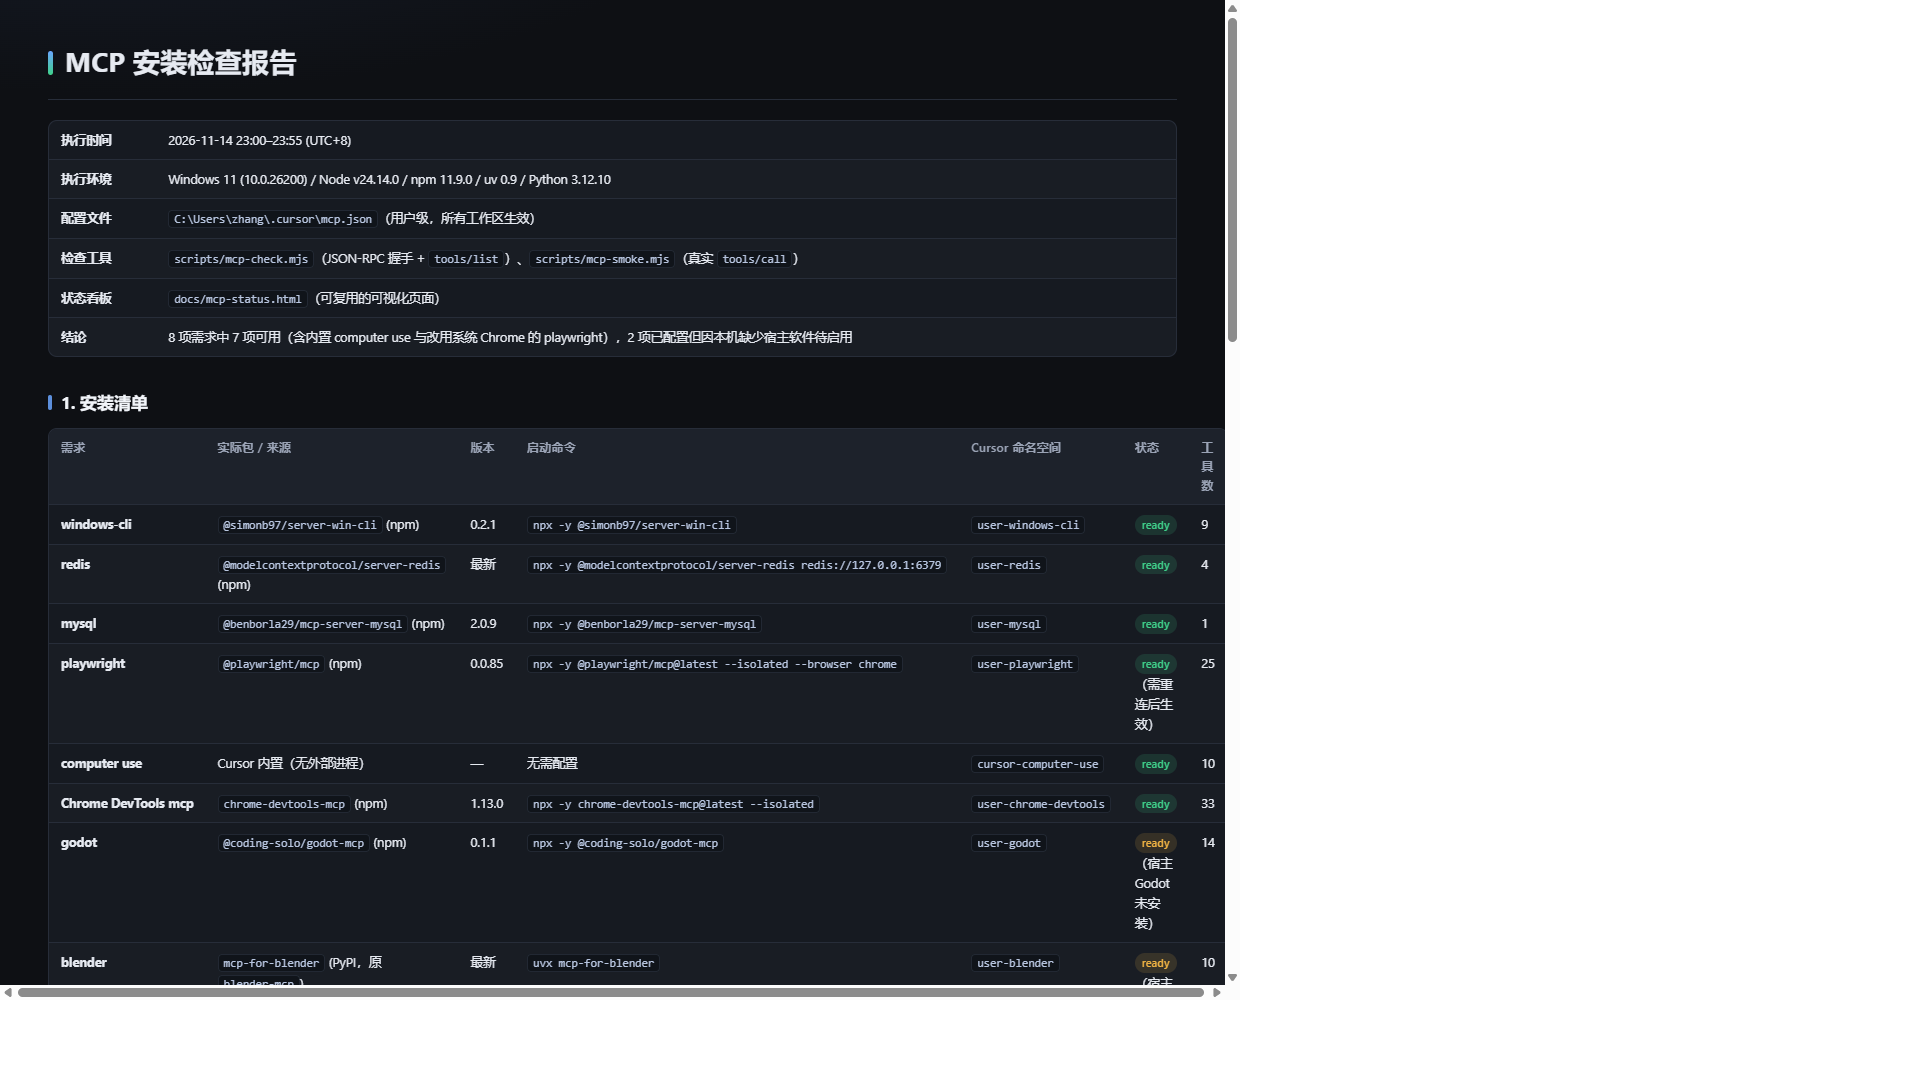 MCP 安装检查报告
执行时间 2026-11-14 23:00–23:55 (UTC+8)
执行环境 Windows 11 (10.0.26200) / Node v24.14.0 / npm 11.9.0 / uv 0.9 / Python 3.12.10
配置文件 C:\Users\zhang\.cursor\mcp.json（用户级，所有工作区生效）
检查工具 scripts/mcp-check.mjs（JSON-RPC 握手 + tools/list）、scripts/mcp-smoke.mjs（真实 tools/call）
状态看板 docs/mcp-status.html（可复用的可视化页面）
结论 8 项需求中 7 项可用（含内置 computer use 与改用系统 Chrome 的 playwright），2 项已配置但因本机缺少宿主软件待启用
1. 安装清单
需求 实际包 / 来源 版本 启动命令 Cursor 命名空间 状态 工
具
数
windows-cli @simonb97/server-win-cli (npm) 0.2.1 npx -y @simonb97/server-win-cli user-windows-cli ready 9
redis @modelcontextprotocol/server-redis 最新 npx -y @modelcontextprotocol/server-redis redis://127.0.0.1:6379 user-redis ready 4
(npm)
mysql @benborla29/mcp-server-mysql (npm) 2.0.9 npx -y @benborla29/mcp-server-mysql user-mysql ready 1
playwright @playwright/mcp (npm) 0.0.85 npx -y @playwright/mcp@latest --isolated --browser chrome user-playwright ready 25
（需重
连后生
效）
computer use Cursor 内置（无外部进程） — 无需配置 cursor-computer-use ready 10
Chrome DevTools mcp chrome-devtools-mcp (npm) 1.13.0 npx -y chrome-devtools-mcp@latest --isolated user-chrome-devtools ready 33
godot @coding-solo/godot-mcp (npm) 0.1.1 npx -y @coding-solo/godot-mcp user-godot ready 14
（宿主
Godot
未安
装）
blender mcp-for-blender (PyPI，原 最新 uvx mcp-for-blender user-blender ready 10
blender-mcp ) （宿主